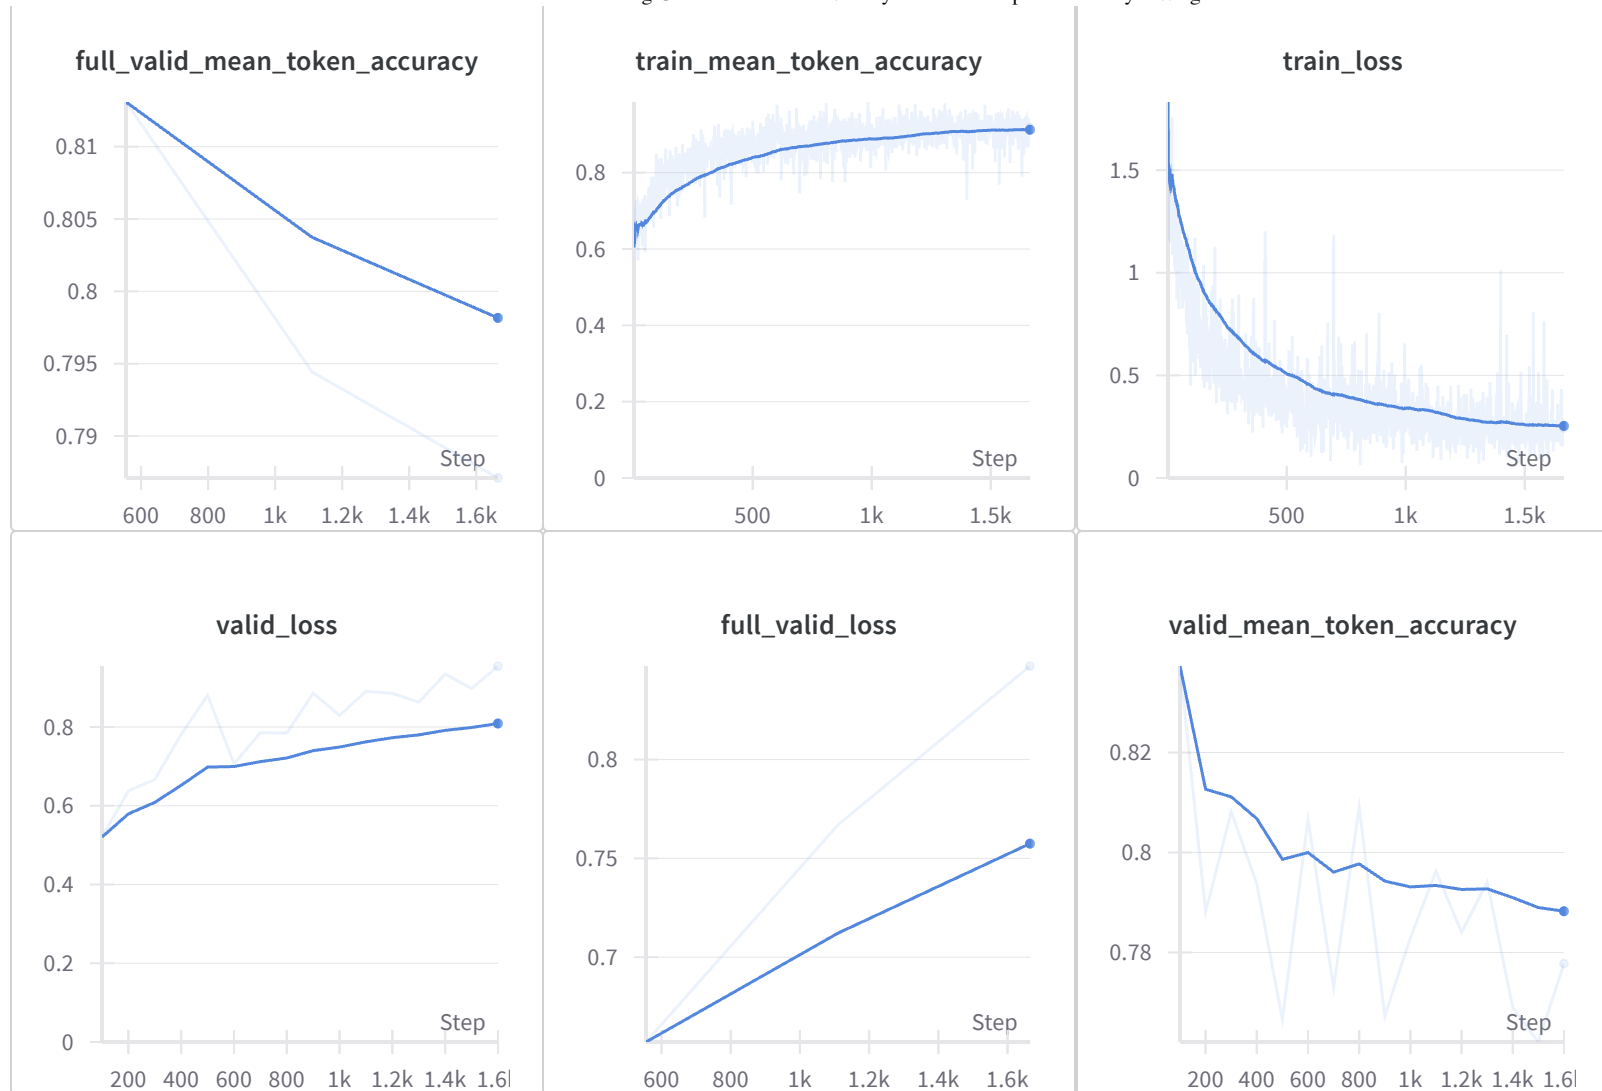 full_valid_mean_token_accuracy
0.81
0.805
0.8
0.795
0.79
Step
600 800 1k 1.2k 1.4k 1.6k
train_mean_token_accuracy
0.8
0.6
0.4
0.2
0
Step
500 1k 1.5k
train_loss
1.5
1
0.5
0
Step
500 1k 1.5k
valid_loss
0.8
0.6
0.4
0.2
0
Step
200 400 600 800 1k 1.2k 1.4k
full_valid_loss
0.8
0.75
0.7
Step
600 800 1k 1.2k 1.4k 1.6k
valid_mean_token_accuracy
0.82
0.8
0.78
Step
200 400 600 800 1k 1.2k 1.4k